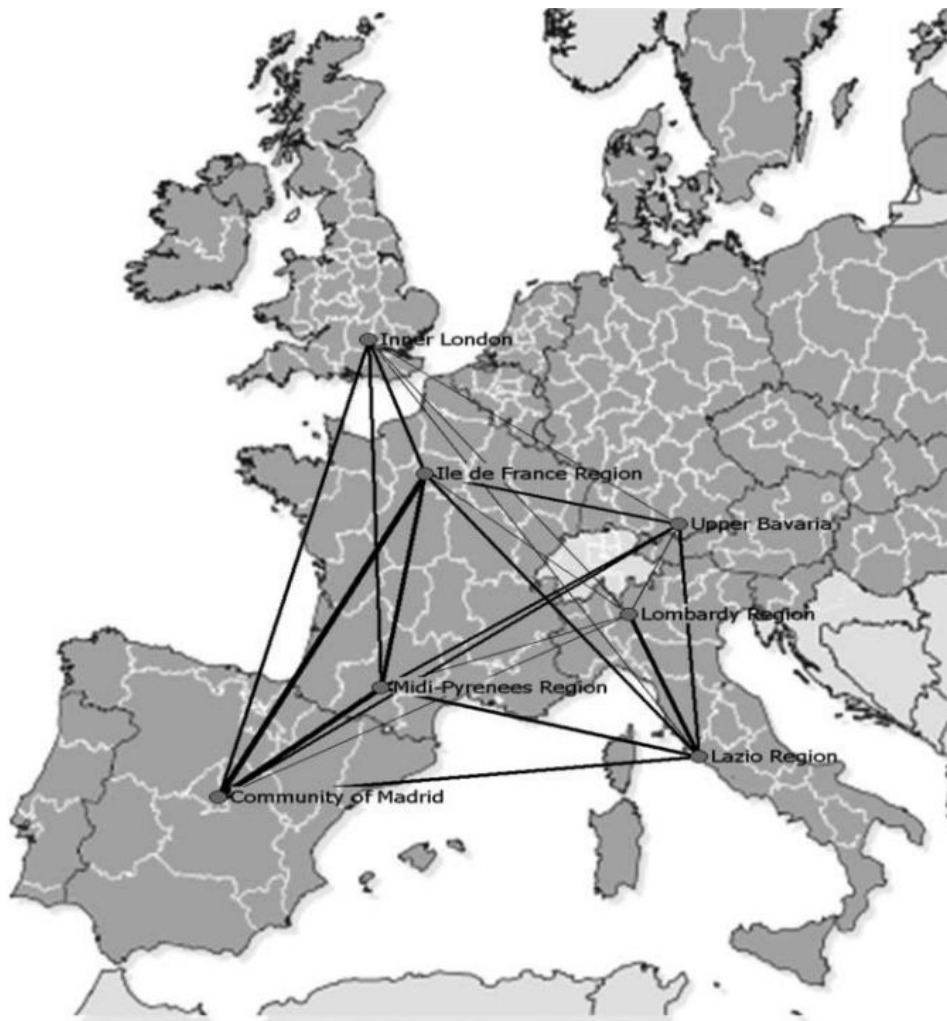 Inner London
Ile de France Region
Upper Bavaria
Lombardy Region
Midi-Pyrenees Region
Lazio Region
Community of Madrid